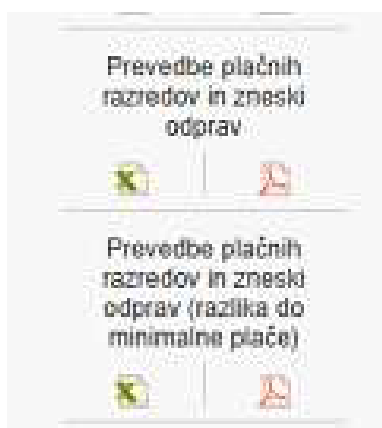 Prevedbe plačnih
razredov in zneski
odprav
Prevedbe plačnih
razredov in zneski
odprav (razlika do
minimalne plače)